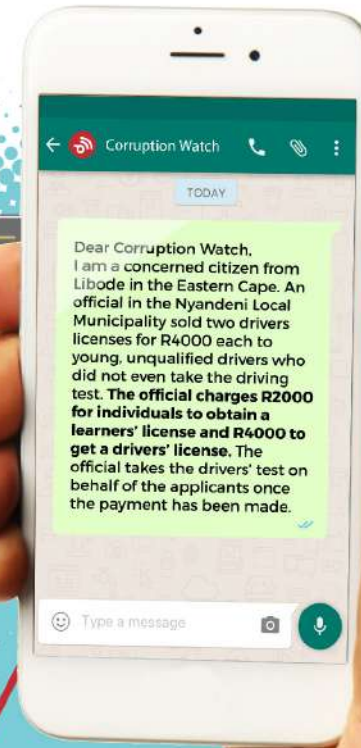 Corruption Watch
TODAY
Dear Corruption Watch,
I am a concerned citizen from
Libode in the Eastern Cape. An
official in the Nyandeni Local
Municipality sold two drivers
licenses for R4000 each to
young, unqualified drivers who
did not even take the driving
test. The official charges R2000
for individuals to obtain a
learners' license and R4000 to
get a drivers' license. The
official takes the drivers' test on
behalf of the applicants once
the payment has been made.
Type a message